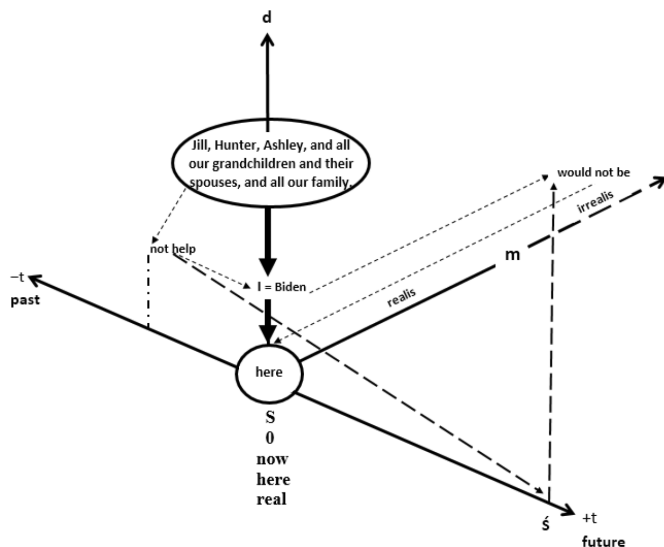 d
Jill, Hunter, Ashley, and all
our grandchildren and their
spouses, and all our family.
would not be
irrealis
not help
m
−t
past
I = Biden
realis
here
S
0
now
here
real
ś
+t
future